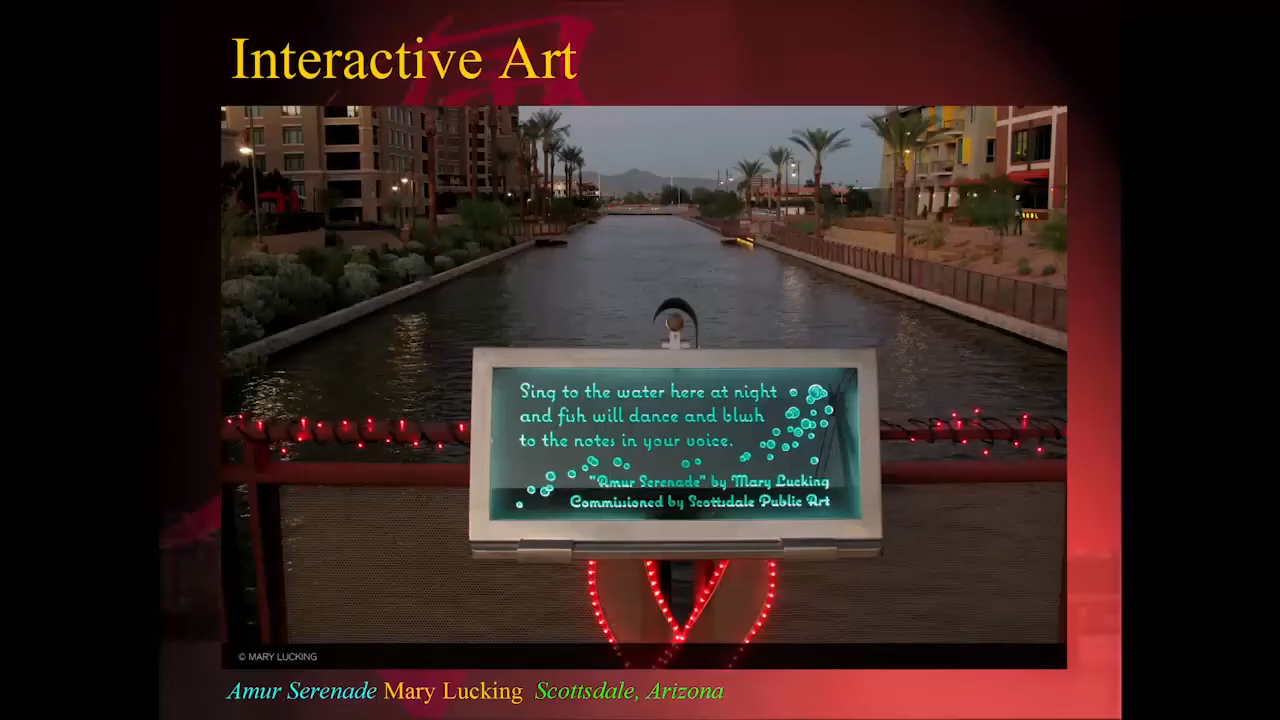 Interactive Art
Sing to the water here at night
and fish will dance and blush
to the notes in your voice.
"Amur Serenade" by Mary Lucking
Commissioned by Scottsdale Public Art
© MARY LUCKING
Amur Serenade Mary Lucking Scottsdale, Arizona